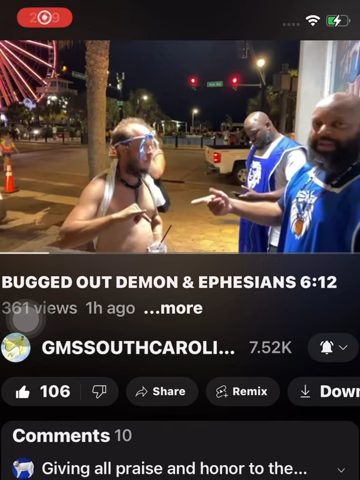 BUGGED OUT DEMON & EPHESIANS 6:12
361 views 1h ago ...more
GMSSOUTHCAROLI... 7.52K
106 Share Remix Down
Comments 10
Giving all praise and honor to the...